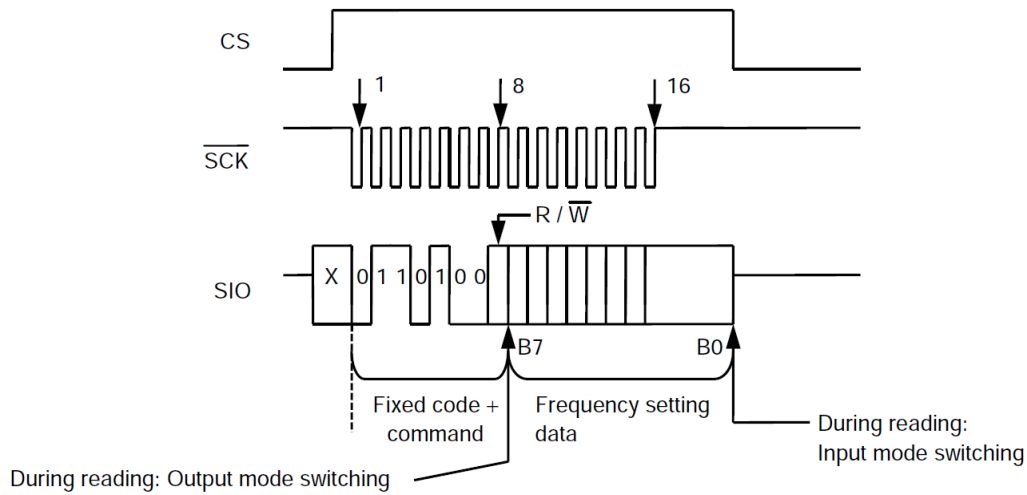 CS
1 8 16
SCK
R / W
X 0 1 1 0 1 0 0
SIO
B7 B0
Fixed code +
command
Frequency setting
data
During reading:
Input mode switching
During reading: Output mode switching